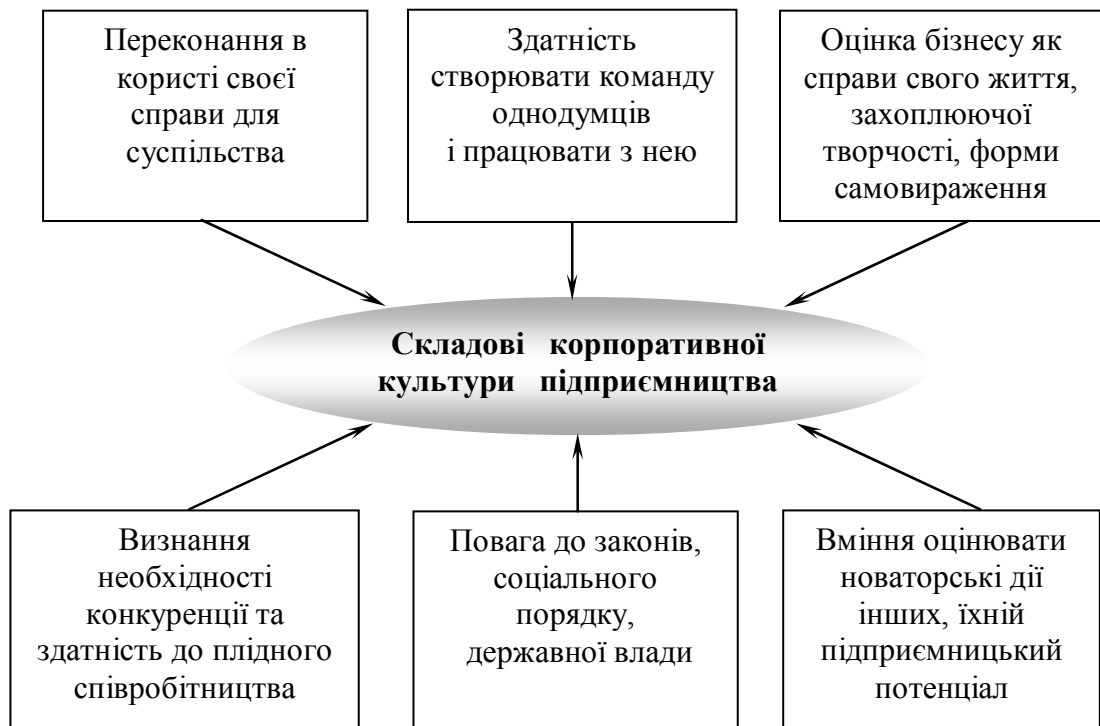 Переконання в
користі своєї
справи для
суспільства
Здатність
створювати команду
однодумців
і працювати з нею
Оцінка бізнесу як
справи свого життя,
захоплюючої
творчості, форми
самовираження
Складові корпоративної
культури підприємництва
Визнання
необхідності
конкуренції та
здатність до плідного
співробітництва
Повага до законів,
соціального
порядку,
державної влади
Вміння оцінювати
новаторські дії
інших, їхній
підприємницький
потенціал